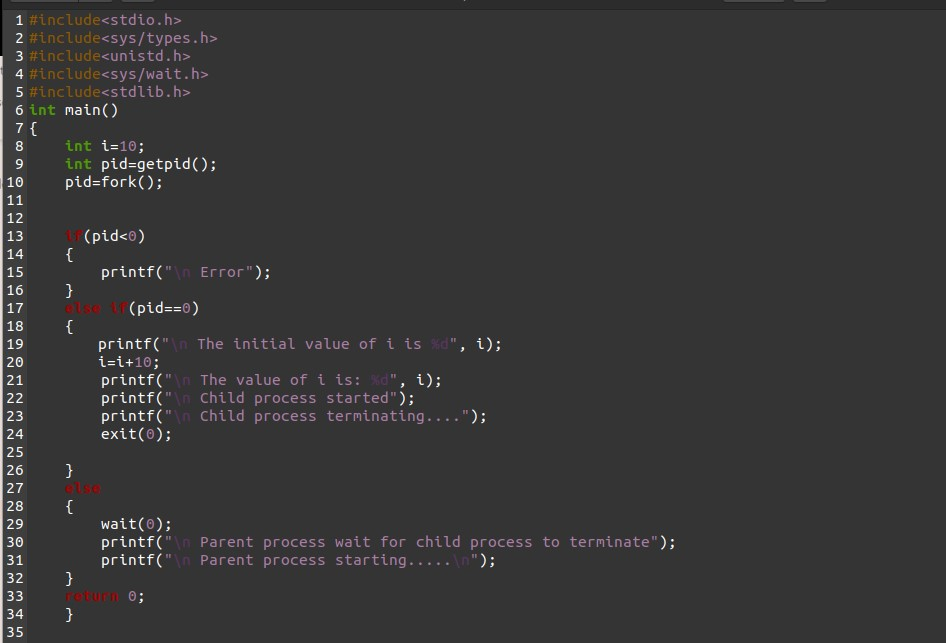 1 #include<stdio.h>
2 #include<sys/types.h>
3 #include<unistd.h>
4 #include<sys/wait.h>
5 #include<stdlib.h>
6 int main()
7 {
8     int i=10;
9     int pid=getpid();
10     pid=fork();
11
12
13     if(pid<0)
14     {
15         printf("\n Error");
16     }
17     else if(pid==0)
18     {
19         printf("\n The initial value of i is %d", i);
20         i=i+10;
21         printf("\n The value of i is: %d", i);
22         printf("\n Child process started");
23         printf("\n Child process terminating....");
24         exit(0);
25
26     }
27     else
28     {
29         wait(0);
30         printf("\n Parent process wait for child process to terminate");
31         printf("\n Parent process starting.....\n");
32     }
33     return 0;
34     }
35